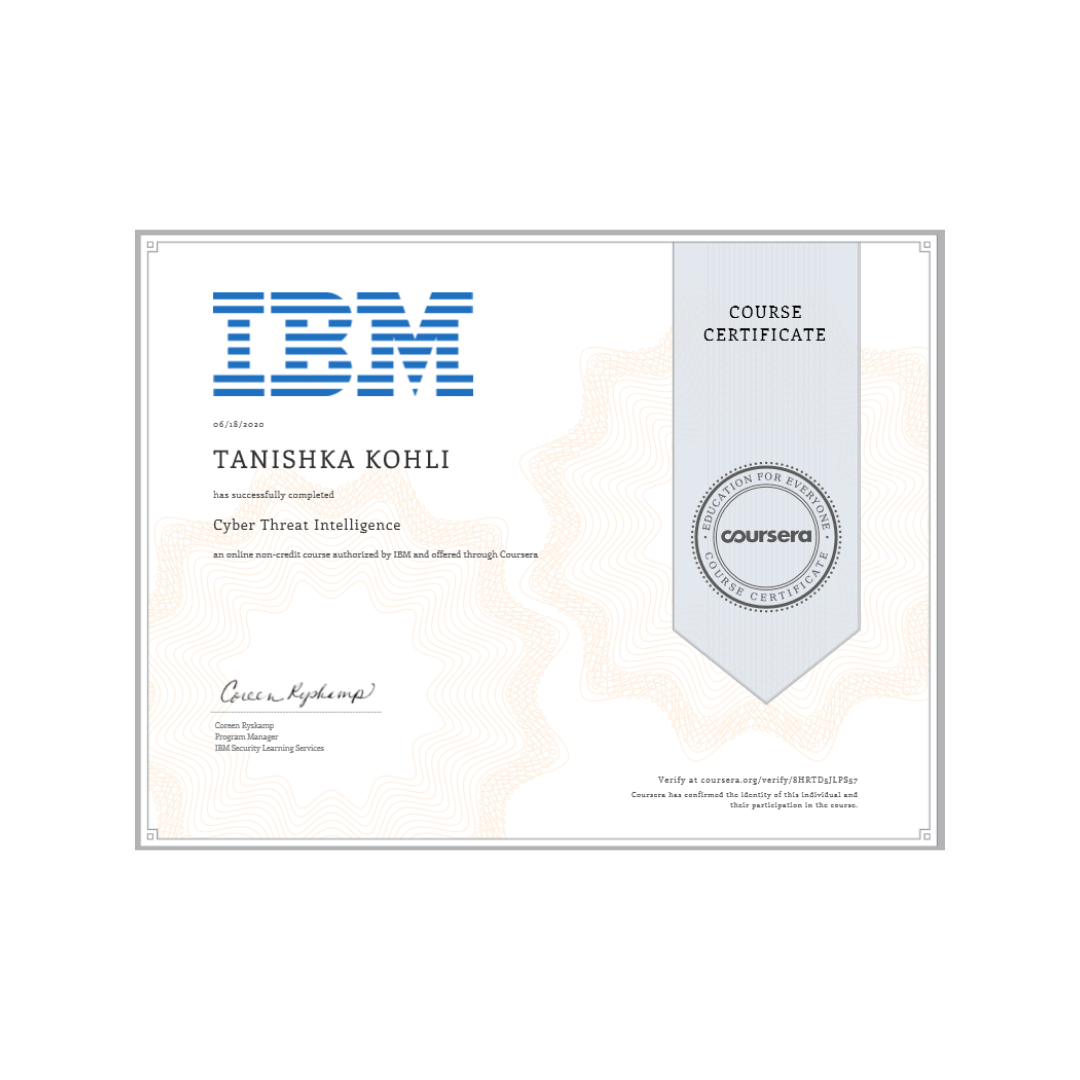 IBM
COURSE
CERTIFICATE
06/18/2020
TANISHKA KOHLI
has successfully completed
Cyber Threat Intelligence
an online non-credit course authorized by IBM and offered through Coursera
EDUCATION FOR EVERYONE
coursera
COURSE CERTIFICATE
Coreen Ryskamp
Coreen Ryskamp
Program Manager
IBM Security Learning Services
Verify at coursera.org/verify/8HRTD5JLPS57
Coursera has confirmed the identity of this individual and
their participation in the course.